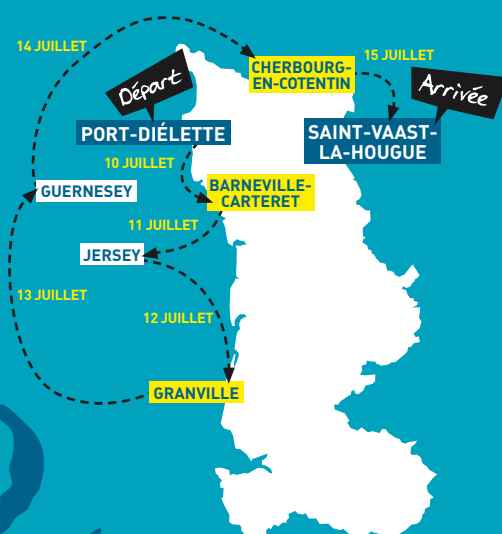 14 JUILLET
15 JUILLET
CHERBOURG-
EN-COTENTIN
Départ
Arrivée
PORT-DIÉLETTE
SAINT-VAAST-
LA-HOUGUE
10 JUILLET
GUERNESEY
BARNEVILLE-
CARTERET
11 JUILLET
JERSEY
13 JUILLET
12 JUILLET
GRANVILLE